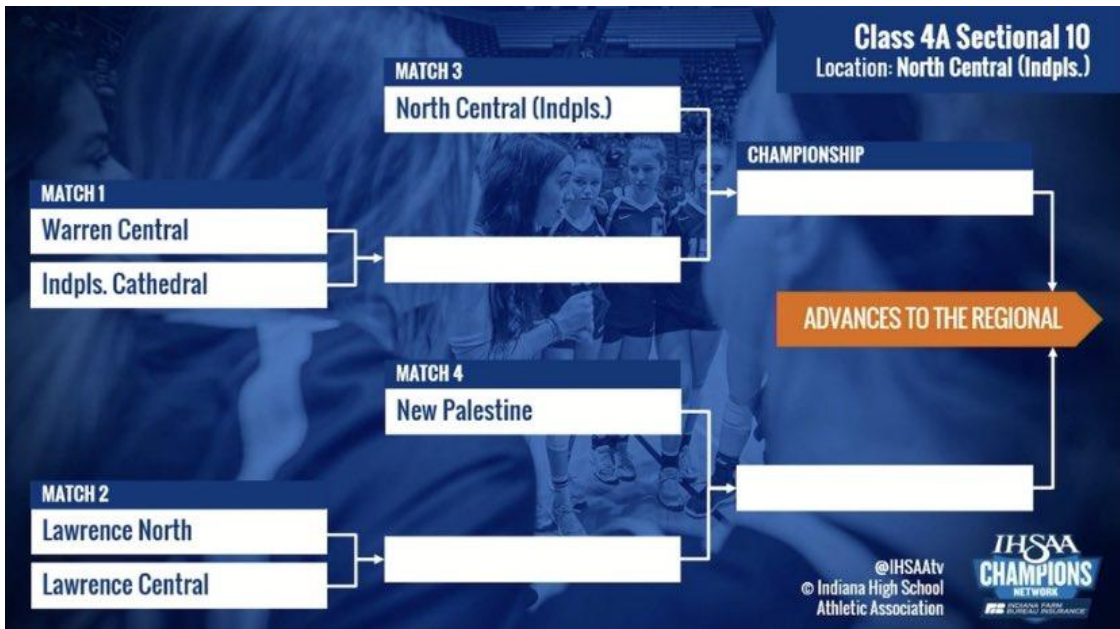 Class 4A Sectional 10
Location: North Central (Indpls.)
MATCH 3
North Central (Indpls.)
CHAMPIONSHIP
MATCH 1
Warren Central
Indpls. Cathedral
ADVANCES TO THE REGIONAL
MATCH 4
New Palestine
MATCH 2
Lawrence North
Lawrence Central
@IHSAAtv
© Indiana High School
Athletic Association
IHSAA
CHAMPIONS
NETWORK
INDIANA FARM
BUREAU INSURANCE
15